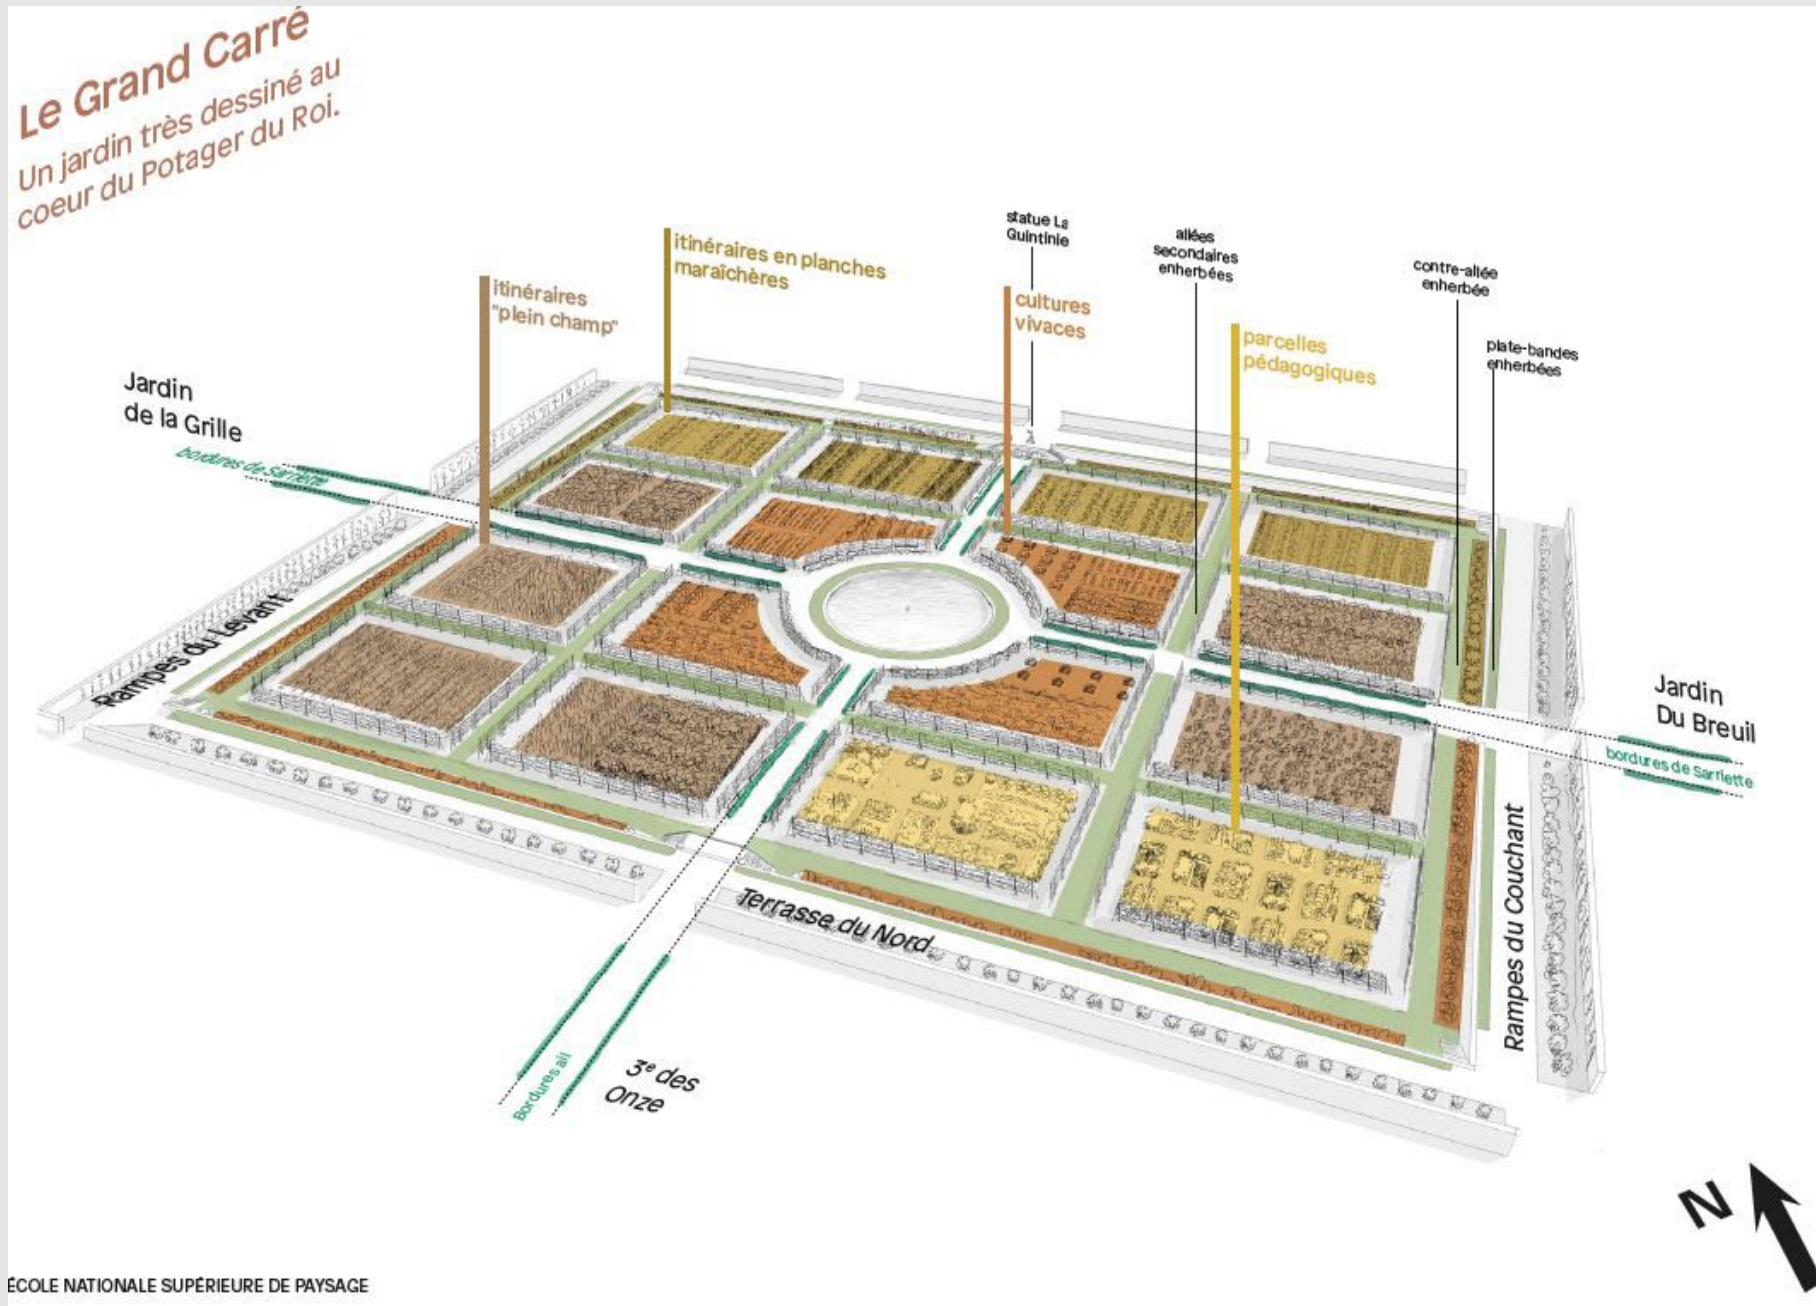 Le Grand Carré
Un jardin très dessiné au
coeur du Potager du Roi.
statue La
Guintinie
allées
secondaires
enherbées
contre-allée
enherbée
plate-bandes
enherbées
itinéraires en planches
maraîchères
itinéraires
"plein champ"
cultures
vivaces
parcelles
pédagogiques
Jardin
de la Grille
bordures de Sarriette
Rampes du Levant
Jardin
Du Breuil
bordures de Sarriette
Rampes du Couchant
Terrasse du Nord
3e des
Onze
Bordures ail
N
ÉCOLE NATIONALE SUPÉRIEURE DE PAYSAGE